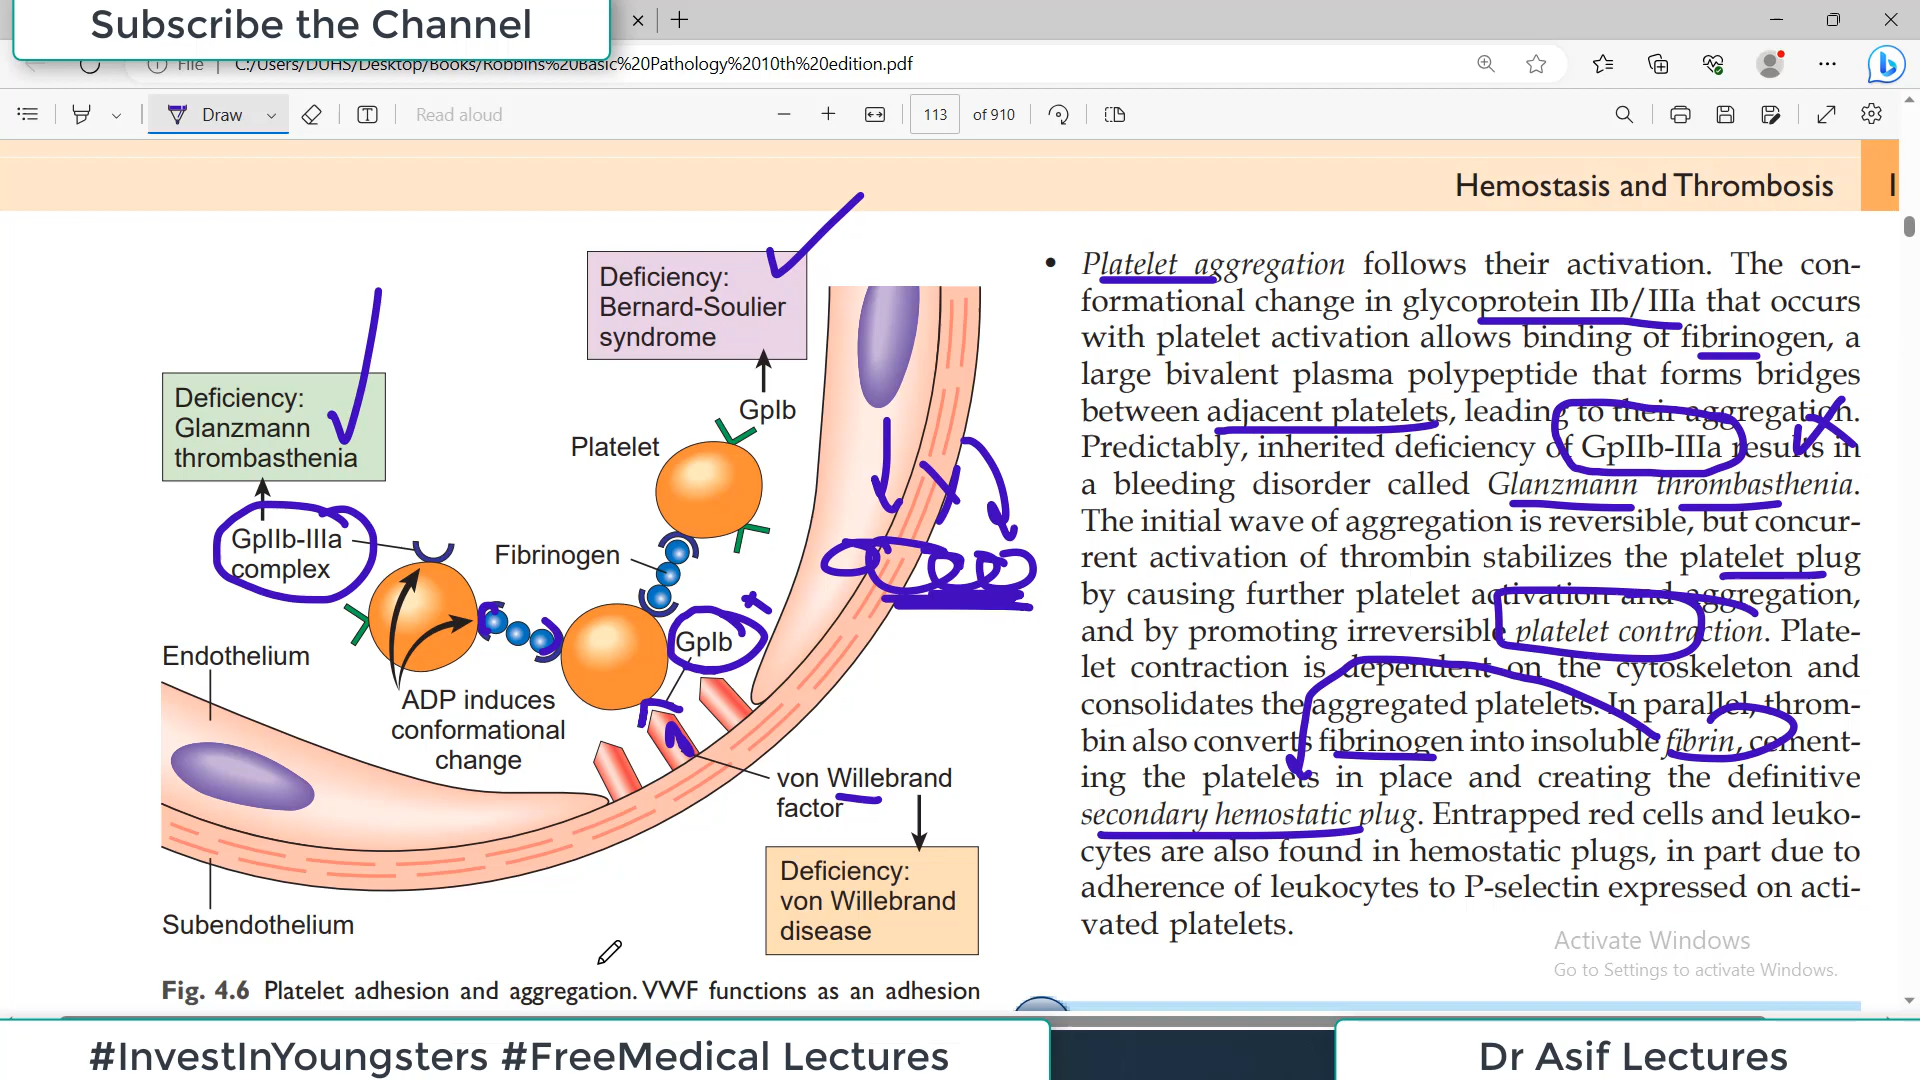 Subscribe the Channel
File
C:/Users/DUHS/Desktop/Books/Robbins%20Basic%20Pathology%2010th%20edition.pdf
Draw
Read aloud
113
of 910
Hemostasis and Thrombosis
Deficiency:
Bernard-Soulier
syndrome
GpIb
Platelet
Deficiency:
Glanzmann
thrombasthenia
GpIIb-IIIa
complex
Fibrinogen
GpIb
Endothelium
ADP induces
conformational
change
von Willebrand
factor
Deficiency:
von Willebrand
disease
Subendothelium
Fig. 4.6 Platelet adhesion and aggregation. VWF functions as an adhesion
• Platelet aggregation follows their activation. The con-
formational change in glycoprotein IIb/IIIa that occurs
with platelet activation allows binding of fibrinogen, a
large bivalent plasma polypeptide that forms bridges
between adjacent platelets, leading to their aggregation.
Predictably, inherited deficiency of GpIIb-IIIa results in
a bleeding disorder called Glanzmann thrombasthenia.
The initial wave of aggregation is reversible, but concur-
rent activation of thrombin stabilizes the platelet plug
by causing further platelet activation and aggregation,
and by promoting irreversible platelet contraction. Plate-
let contraction is dependent on the cytoskeleton and
consolidates the aggregated platelets. In parallel, throm-
bin also converts fibrinogen into insoluble fibrin, cement-
ing the platelets in place and creating the definitive
secondary hemostatic plug. Entrapped red cells and leuko-
cytes are also found in hemostatic plugs, in part due to
adherence of leukocytes to P-selectin expressed on acti-
vated platelets.
Activate Windows
Go to Settings to activate Windows.
#InvestInYoungsters #FreeMedical Lectures
Dr Asif Lectures